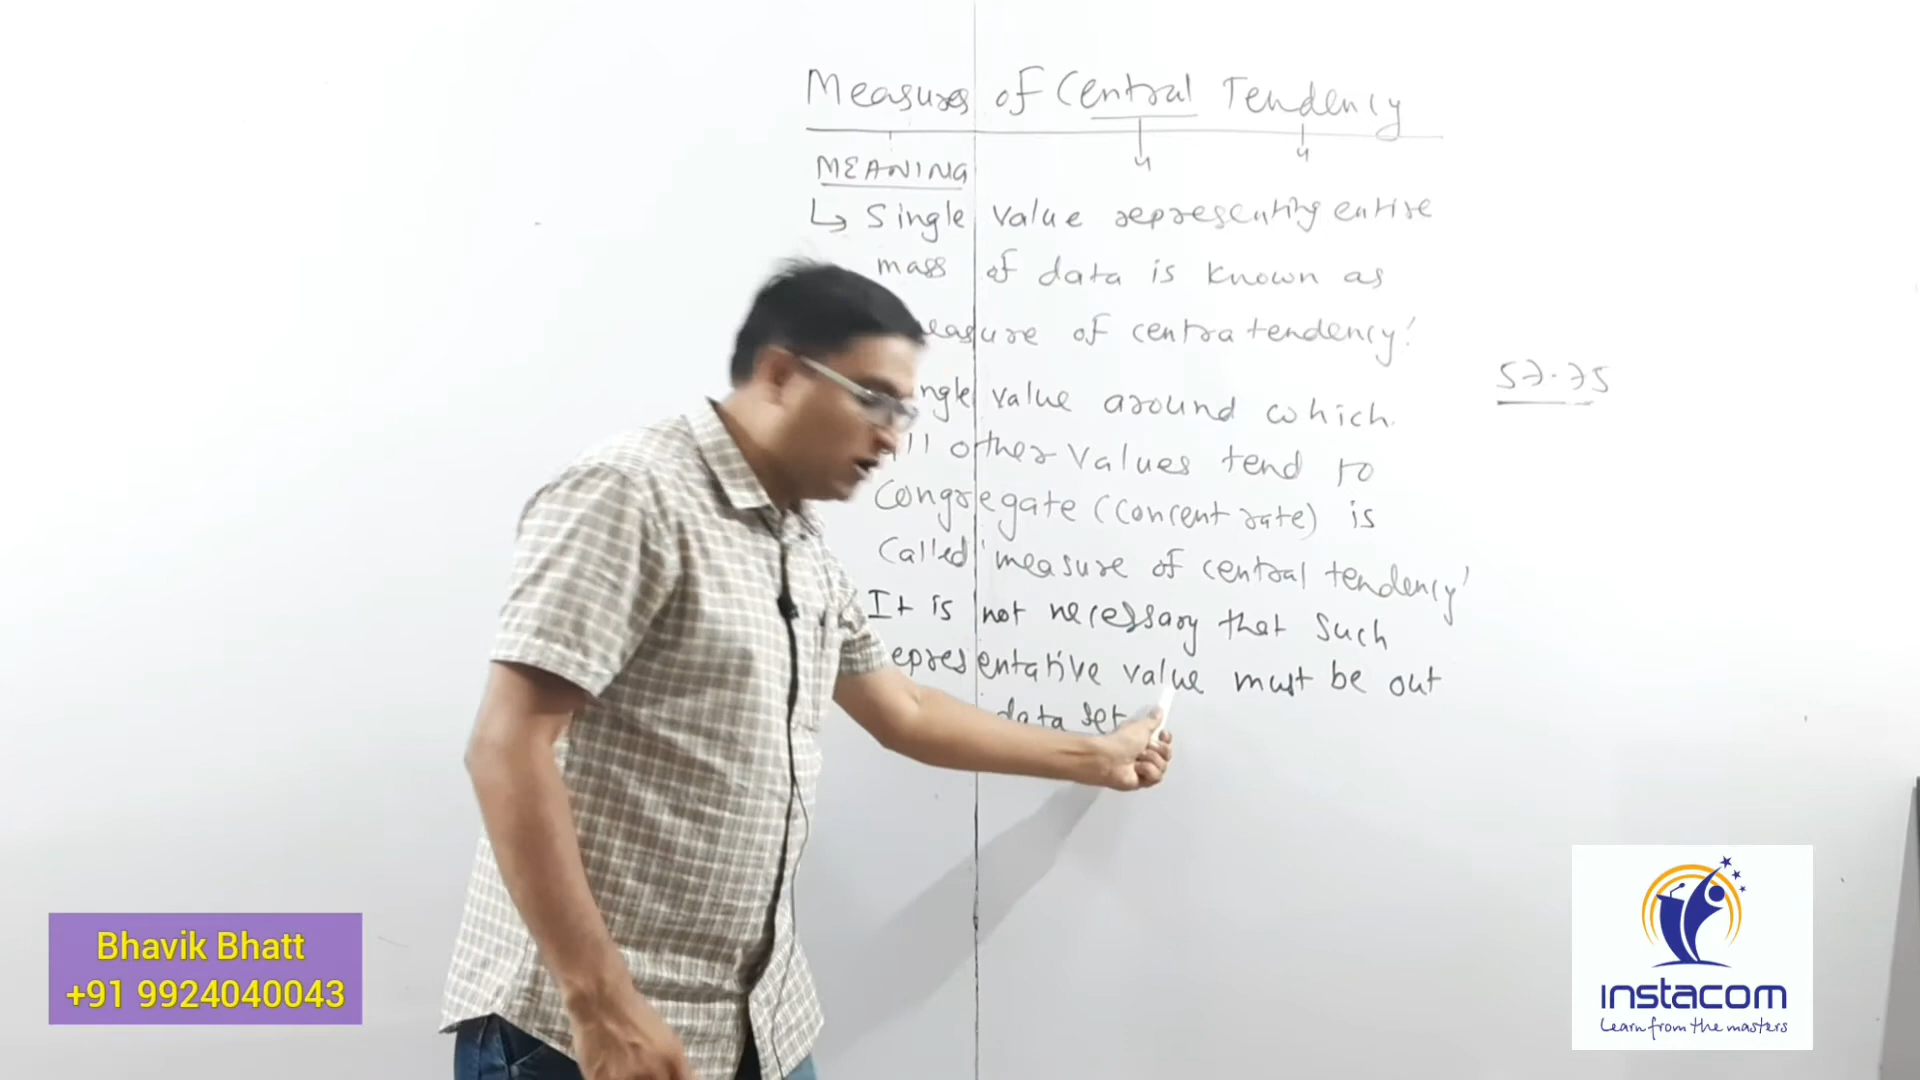 Measures of Central Tendency
MEANING
↳ Single value representing entire
mass of data is known as
easure of centra tendency'
ngle value around which
ll other values tend to
Congregate (concentrate) is
Called 'measure of central tendency'
It is not necessary that such
epresentative value must be out
data set
57.75
Bhavik Bhatt
+91 9924040043
instacom
Learn from the masters